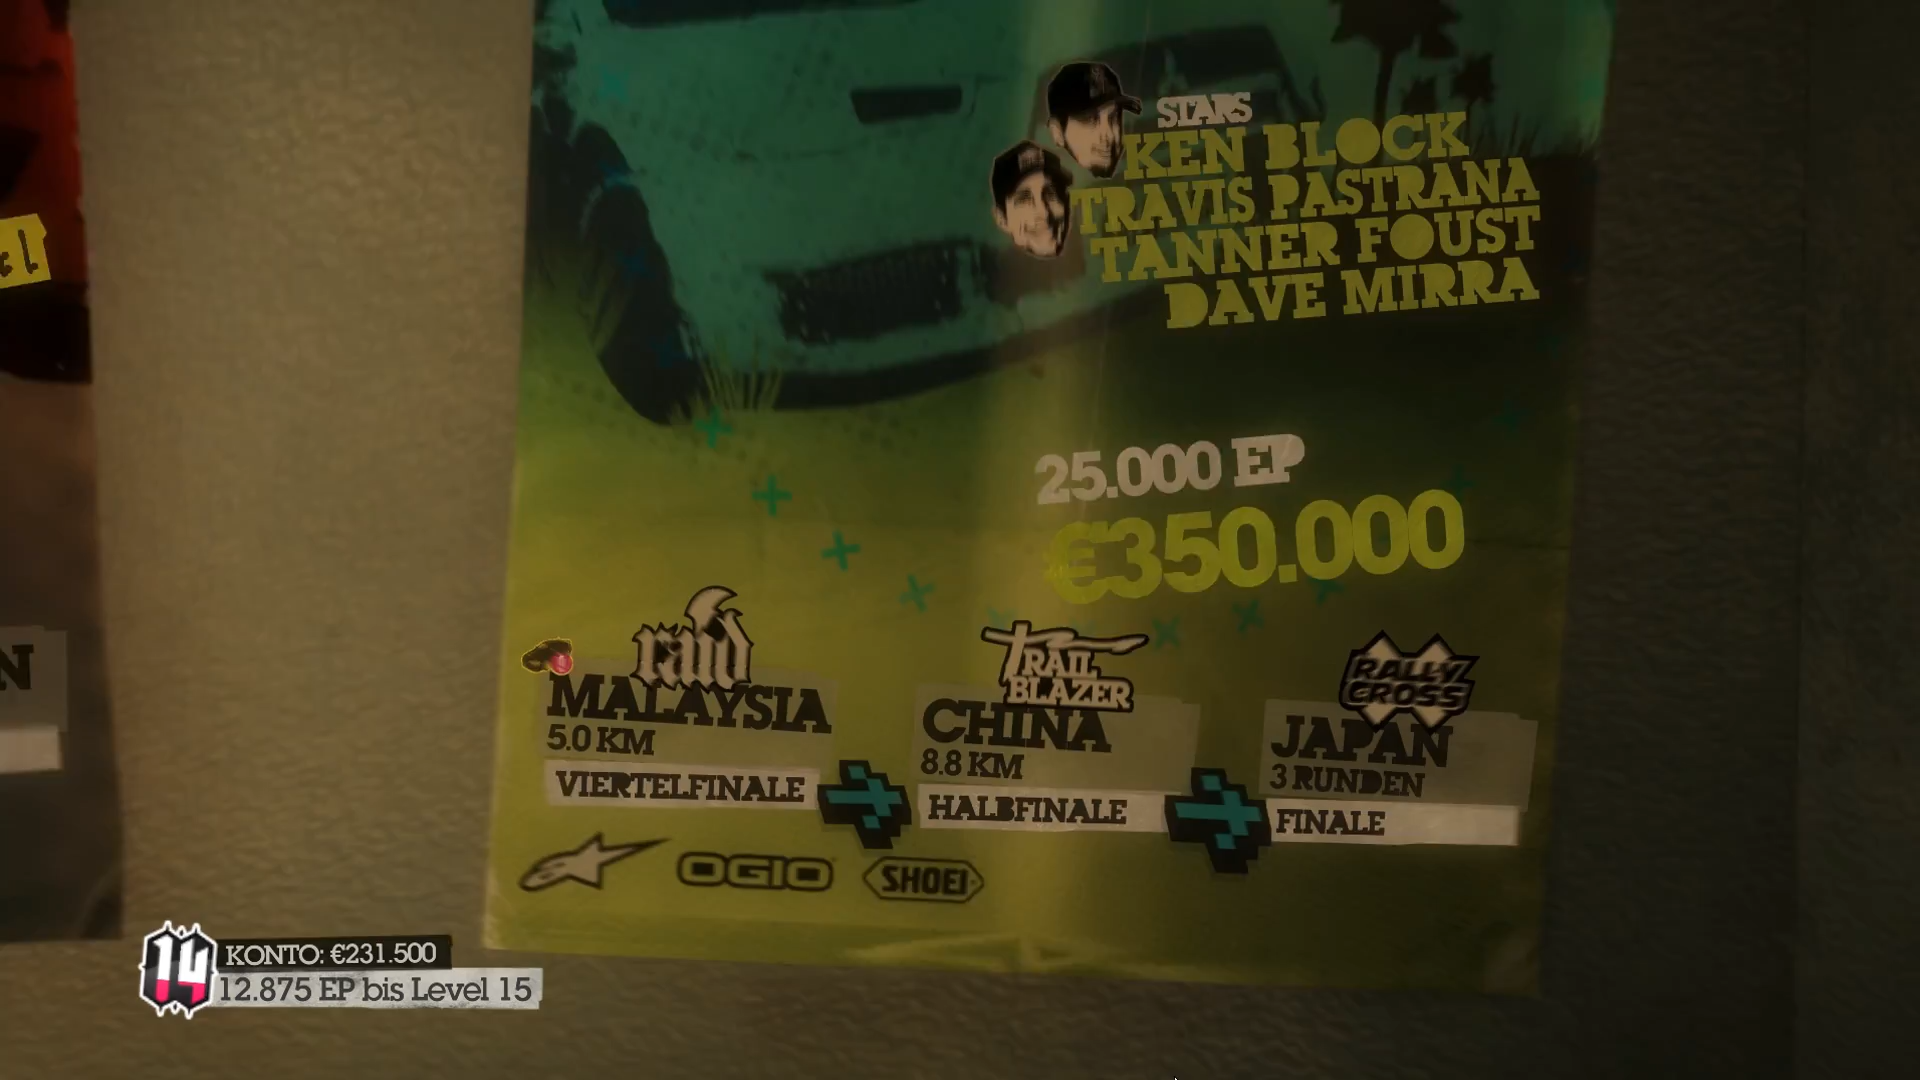 STARS
KEN BLOCK
TRAVIS PASTRANA
TANNER FOUST
DAVE MIRRA
25.000 EP
€350.000
raid
MALAYSIA
5.0 KM
VIERTELFINALE
TRAIL
BLAZER
CHINA
8.8 KM
HALBFINALE
RALLY
CROSS
JAPAN
3 RUNDEN
FINALE
OGIO
SHOEI
14
KONTO: €231.500
12.875 EP bis Level 15